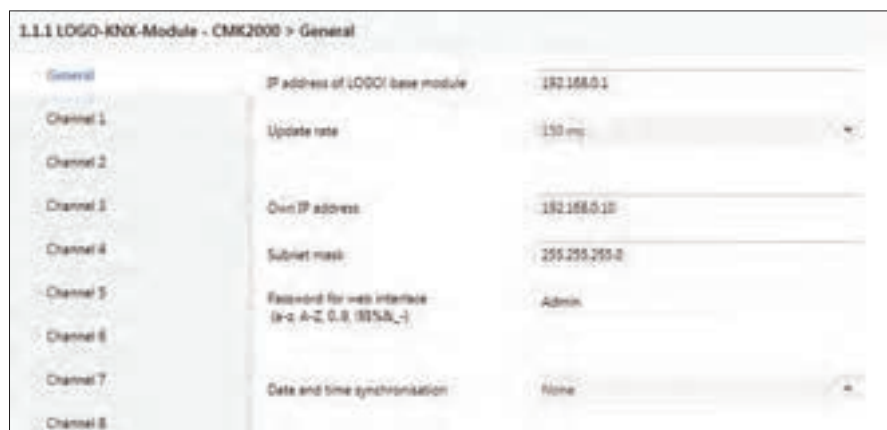 1.1.1 LOGO-KNX-Module - CMK2000 > General
General
Channel 1
Channel 2
Channel 3
Channel 4
Channel 5
Channel 6
Channel 7
Channel 8
IP address of LOGO! base module
192.168.0.1
Update rate
150 ms
Own IP address
192.168.0.10
Subnet mask
255.255.255.0
Password for web interface
(a-z, A-Z, 0-9,
Admin
Date and time synchronisation
None